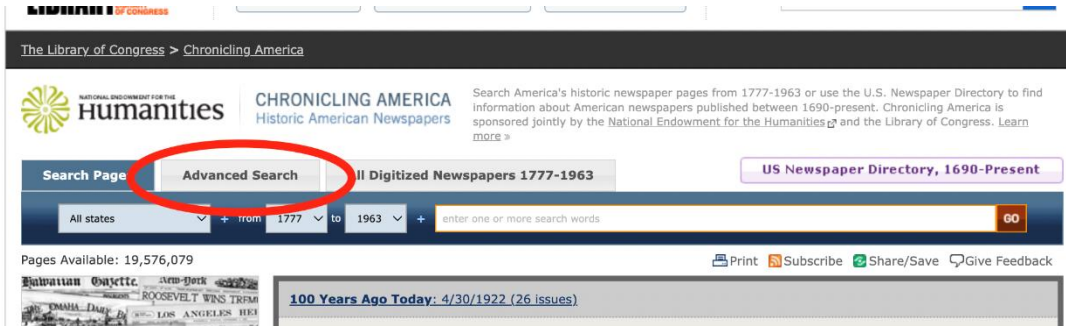 LIBRARY OF CONGRESS
The Library of Congress > Chronicling America
NATIONAL ENDOWMENT FOR THE
Humanities
CHRONICLING AMERICA
Historic American Newspapers
Search America's historic newspaper pages from 1777-1963 or use the U.S. Newspaper Directory to find
information about American newspapers published between 1690-present. Chronicling America is
sponsored jointly by the National Endowment for the Humanities and the Library of Congress. Learn
more »
Search Page
Advanced Search
ll Digitized Newspapers 1777-1963
US Newspaper Directory, 1690-Present
All states + from 1777 to 1963 + enter one or more search words GO
Pages Available: 19,576,079
Print Subscribe Share/Save Give Feedback
Hawaiian Gazette.
New-York
ROOSEVELT WINS
OMAHA DAILY
LOS ANGELES
100 Years Ago Today: 4/30/1922 (26 issues)